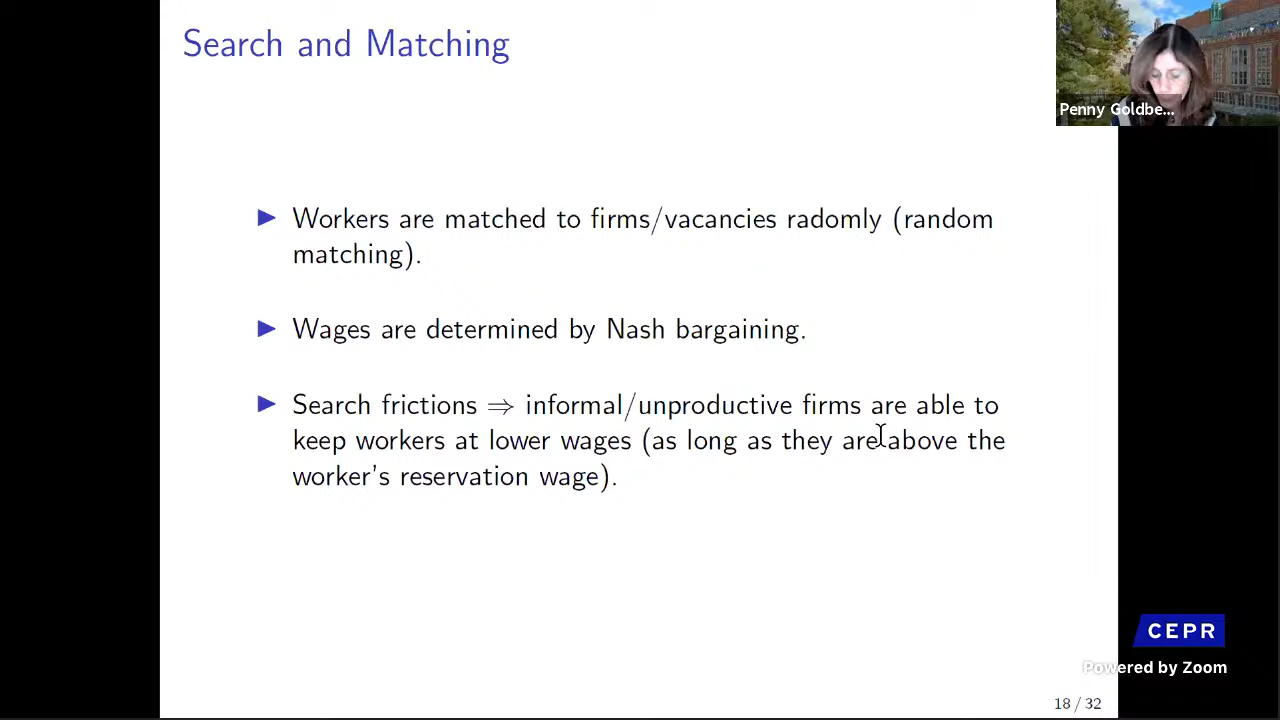 Search and Matching
Penny Goldbe...
▶ Workers are matched to firms/vacancies radomly (random
matching).
▶ Wages are determined by Nash bargaining.
▶ Search frictions ⇒ informal/unproductive firms are able to
keep workers at lower wages (as long as they are above the
worker's reservation wage).
CEPR
Powered by Zoom
18 / 32